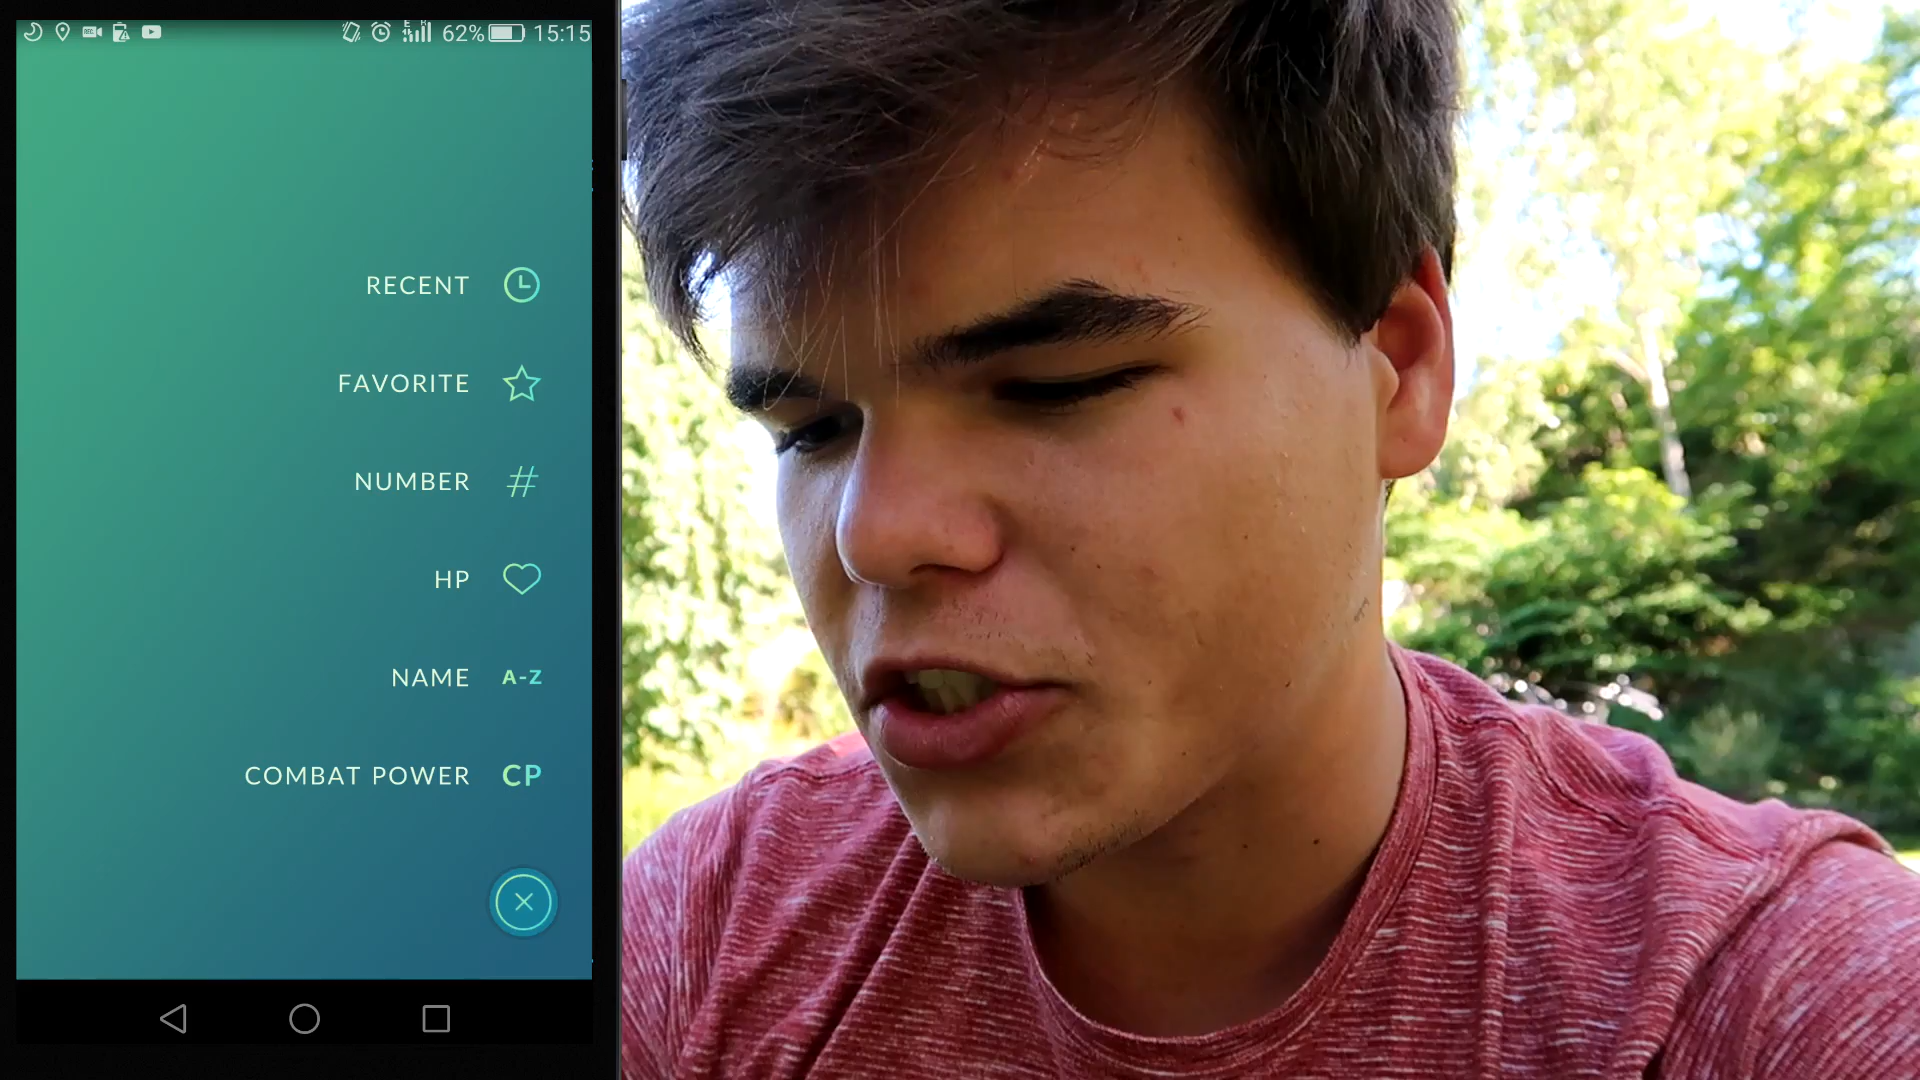 62% 15:15
RECENT
FAVORITE
NUMBER #
HP
NAME A-Z
COMBAT POWER CP